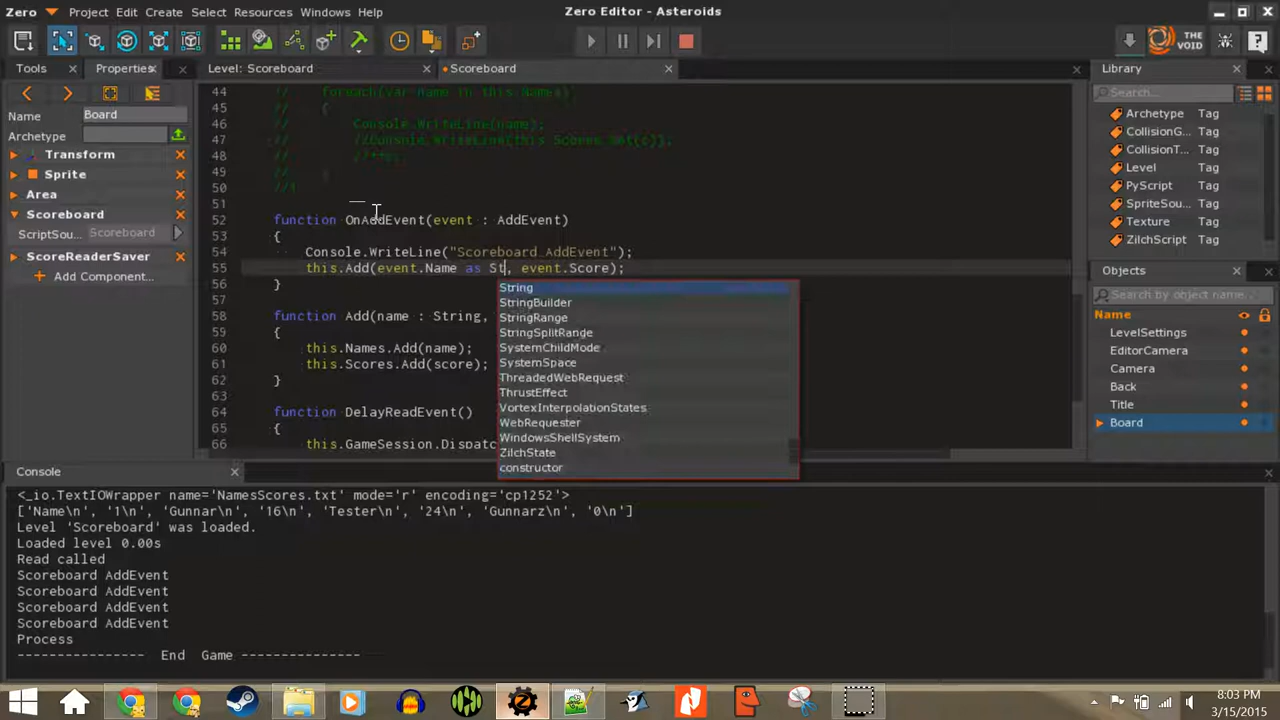 Zero Project Edit Create Select Resources Windows Help
Zero Editor - Asteroids
THE VOID
Tools Properties
Level: Scoreboard
Scoreboard
Library
Name Board
Archetype
Transform
Sprite
Area
Scoreboard
ScriptSou... Scoreboard
ScoreReaderSaver
Add Component...
44 //
45 // {
46 // Console.WriteLine(name);
47 //
48 //
49 //
50 //
51
52 function OnAddEvent(event : AddEvent)
53 {
54 Console.WriteLine("Scoreboard AddEvent");
55 this.Add(event.Name as St, event.Score);
56 }
57
58 function Add(name : String,
59 {
60 this.Names.Add(name);
61 this.Scores.Add(score);
62 }
63
64 function DelayReadEvent()
65 {
66 this.GameSession.Dispatc
String
StringBuilder
StringRange
StringSplitRange
SystemChildMode
SystemSpace
ThreadedWebRequest
ThrustEffect
VortexInterpolationStates
WebRequester
WindowsShellSystem
ZilchState
constructor
Search...
Archetype Tag
CollisionG... Tag
CollisionT... Tag
Level Tag
PyScript Tag
SpriteSou... Tag
Texture Tag
ZilchScript Tag
Objects
Search by object name...
Name
LevelSettings
EditorCamera
Camera
Back
Title
Board
Console
<_io.TextIOWrapper name='NamesScores.txt' mode='r' encoding='cp1252'>
['Name\n', '1\n', 'Gunnar\n', '16\n', 'Tester\n', '24\n', 'Gunnarz\n', '0\n']
Level 'Scoreboard' was loaded.
Loaded level 0.00s
Read called
Scoreboard AddEvent
Scoreboard AddEvent
Scoreboard AddEvent
Scoreboard AddEvent
Process
---------------- End Game ---------------
8:03 PM
3/15/2015